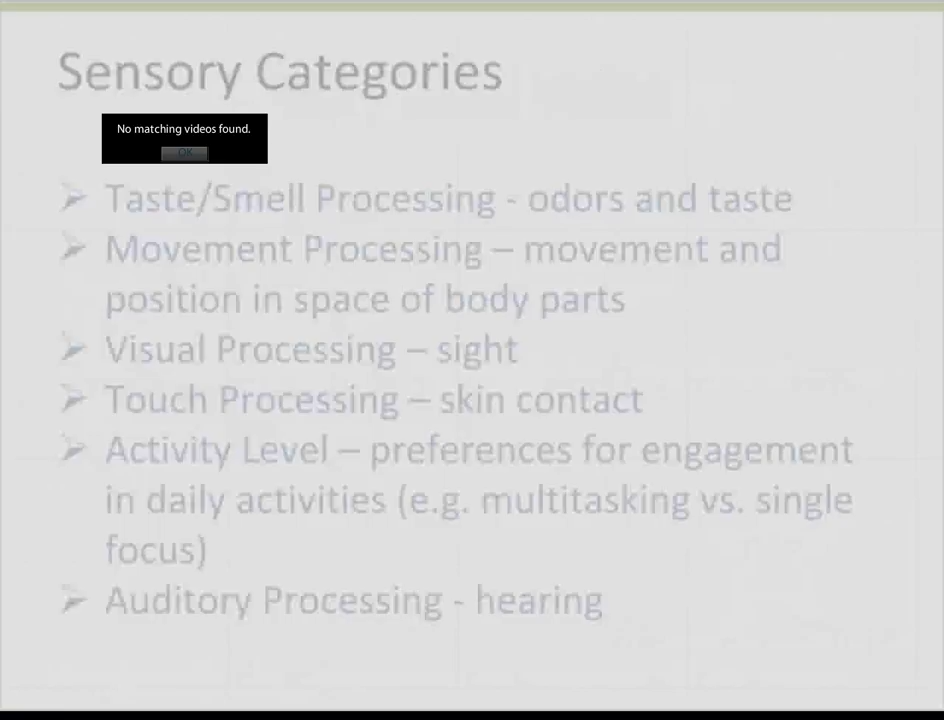 Sensory Categories
No matching videos found.
OK
➢ Taste/Smell Processing - odors and taste
➢ Movement Processing – movement and
position in space of body parts
➢ Visual Processing – sight
➢ Touch Processing – skin contact
➢ Activity Level – preferences for engagement
in daily activities (e.g. multitasking vs. single
focus)
➢ Auditory Processing - hearing